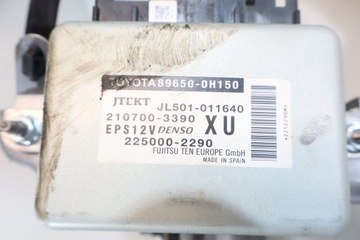 TOYOTA89650-0H150
JTEKT JL501-011640
210700-3390 XU
EPS12V DENSO
225000-2290
FUJITSU TEN EUROPE GmbH
MADE IN SPAIN